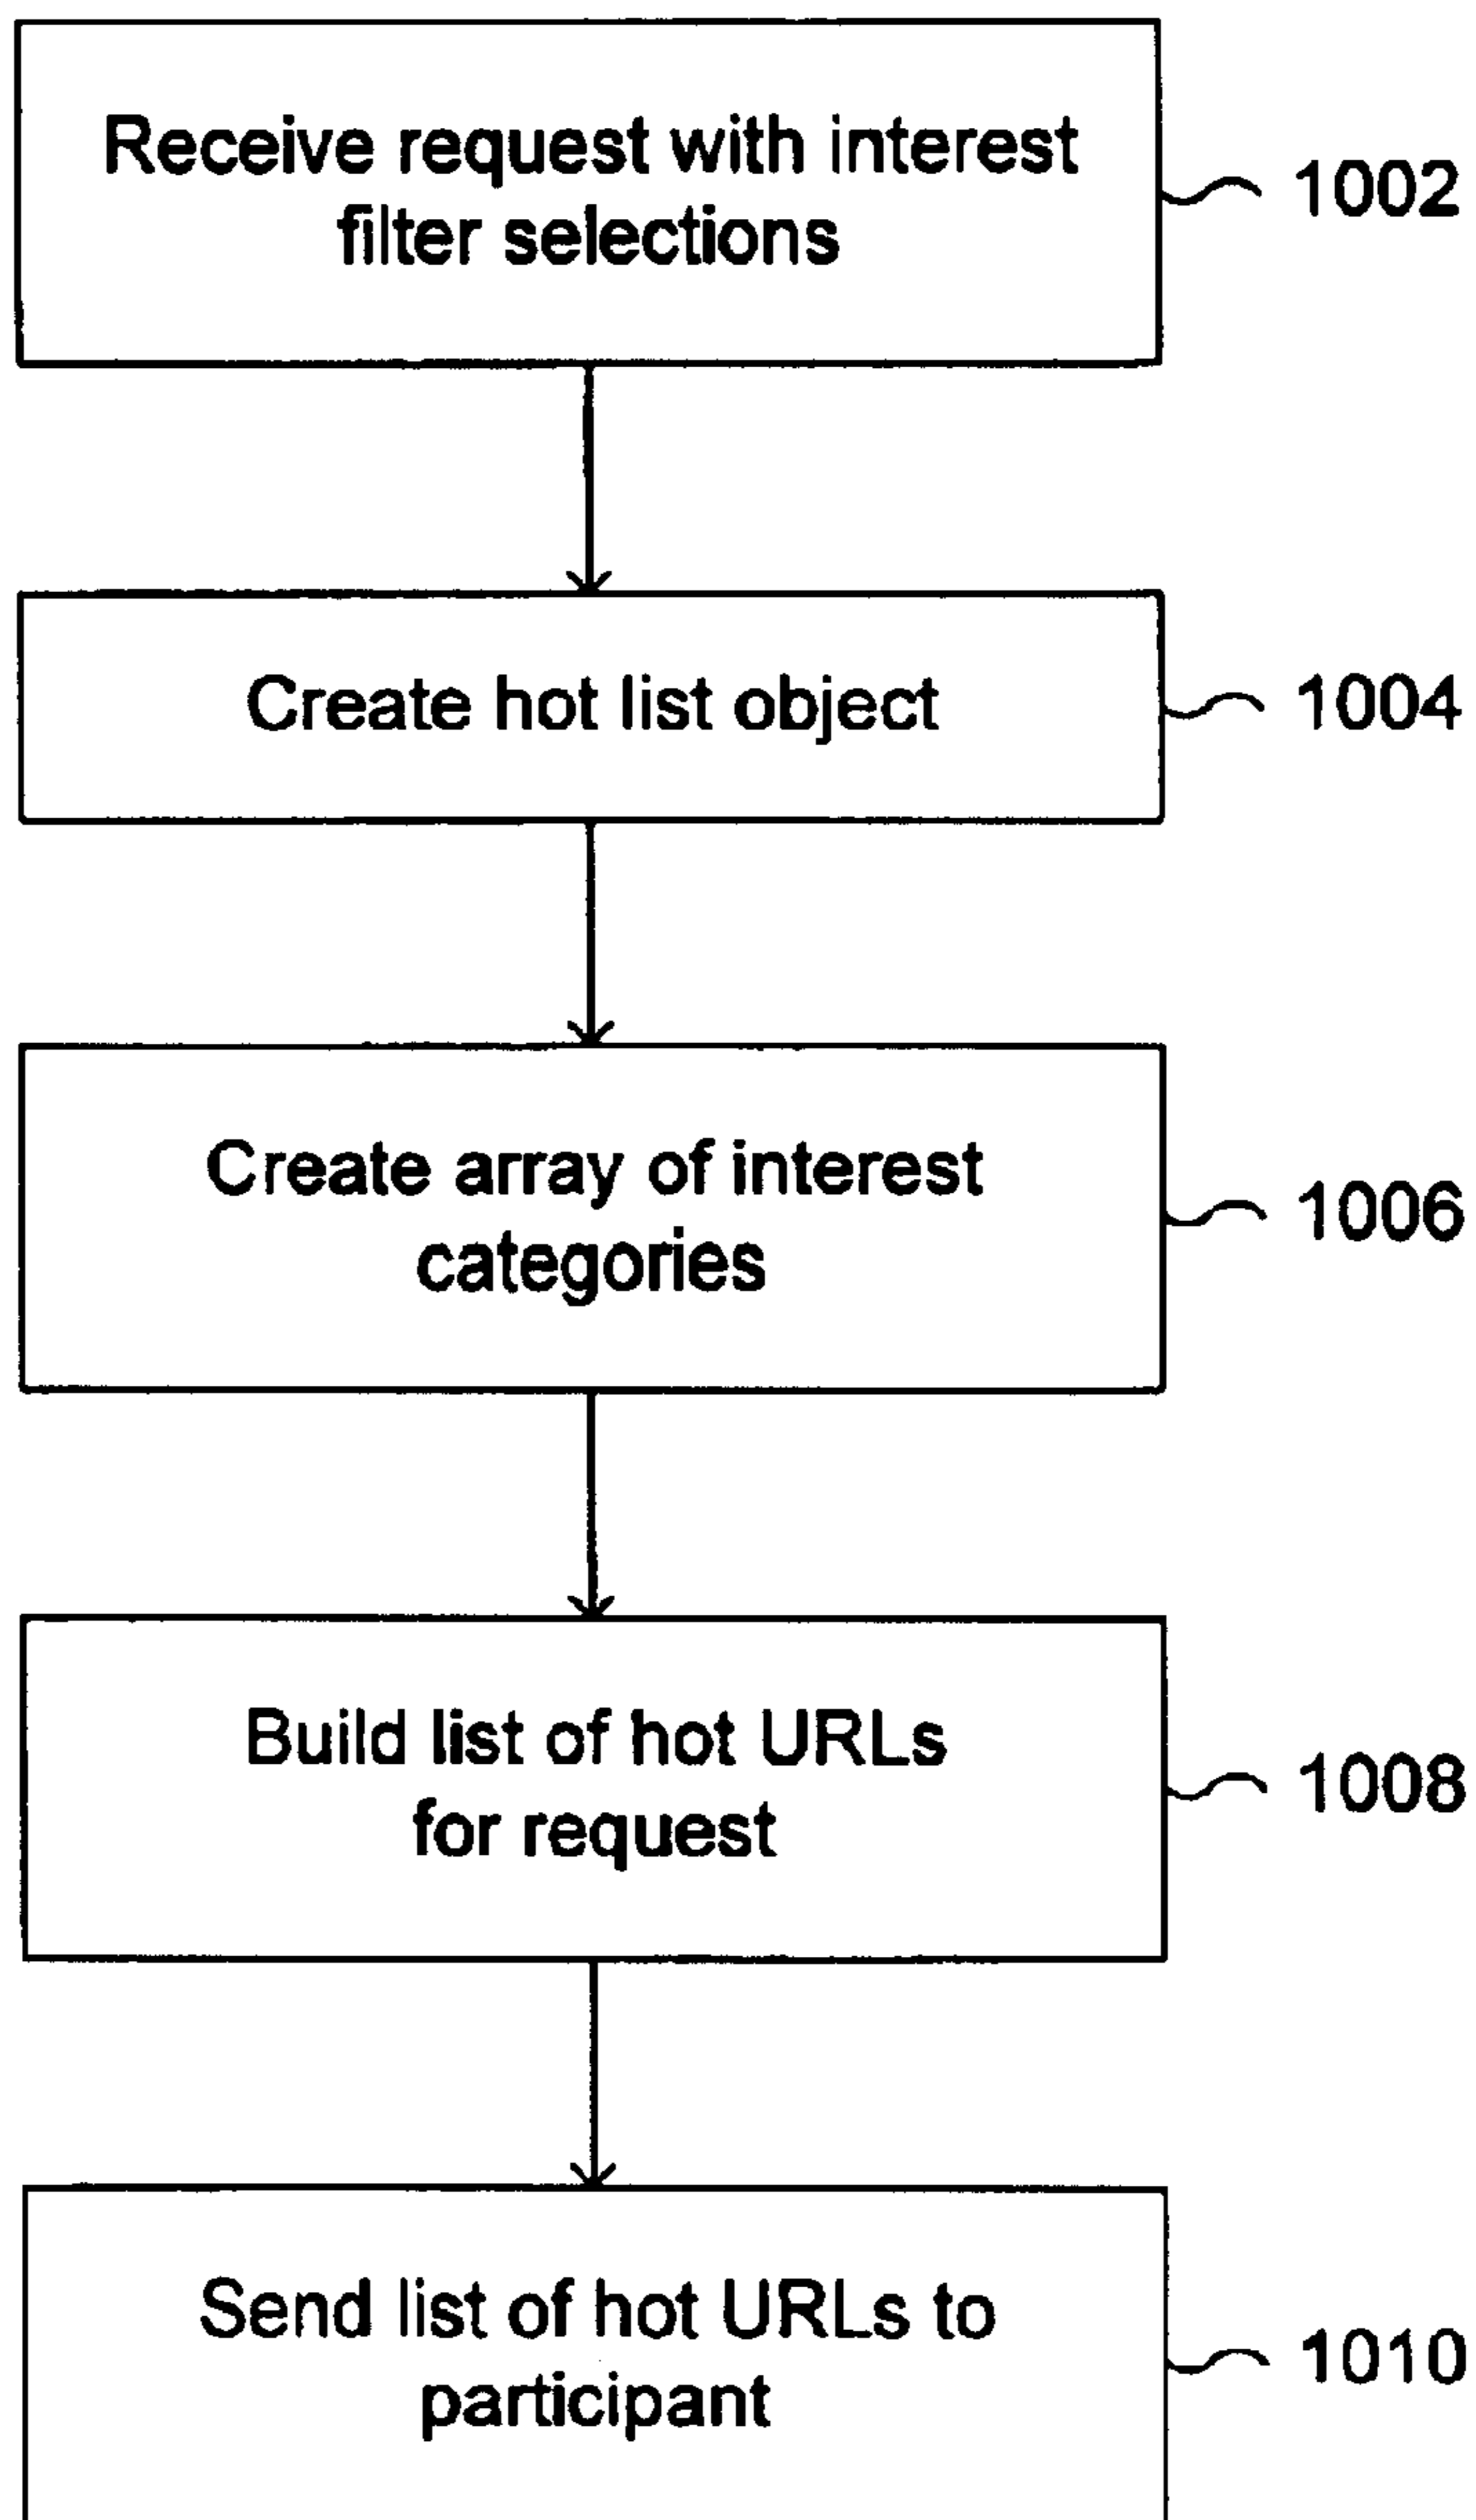 Receive request with interest
filter selections
1002
Create hot list object
1004
Create array of interest
categories
1006
Build list of hot URLs
for request
1008
Send list of hot URLs to
participant
1010